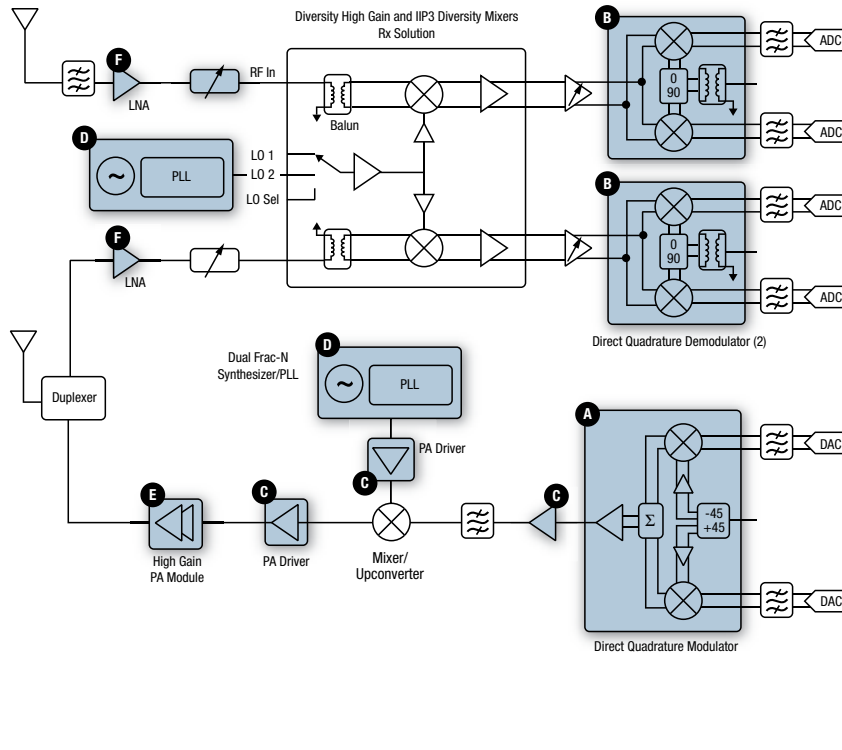 Diversity High Gain and IIP3 Diversity Mixers
Rx Solution
B
ADC
F
LNA
RF In
Balun
0
90
ADC
D
PLL
LO 1
LO 2
LO Sel
B
ADC
F
LNA
0
90
ADC
Direct Quadrature Demodulator (2)
Dual Frac-N
Synthesizer/PLL
D
PLL
Duplexer
A
DAC
PA Driver
C
E
C
C
Σ
-45
+45
High Gain
PA Module
PA Driver
Mixer/
Upconverter
DAC
Direct Quadrature Modulator